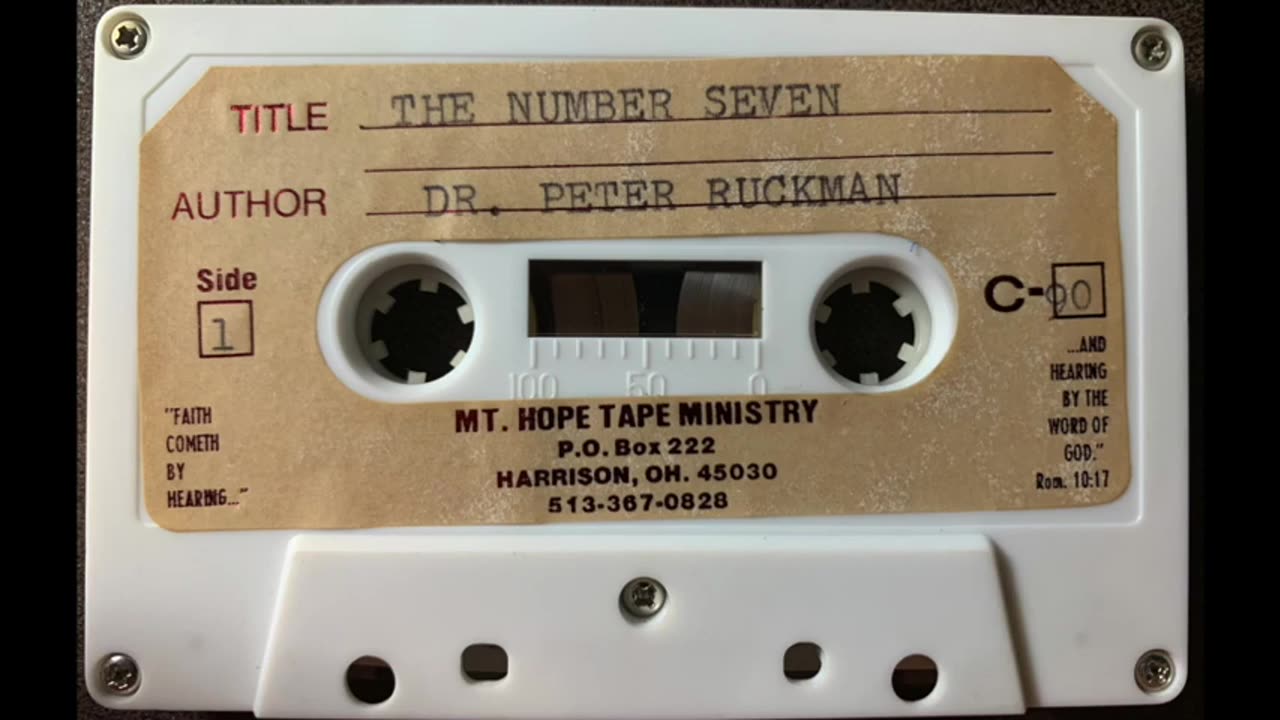 TITLE THE NUMBER SEVEN
AUTHOR DR. PETER RUCKMAN
Side
1
C-90
100 50 0
"FAITH
COMETH
BY
HEARING..."
MT. HOPE TAPE MINISTRY
P.O. Box 222
HARRISON, OH. 45030
513-367-0828
...AND
HEARING
BY THE
WORD OF
GOD."
Rom. 10:17